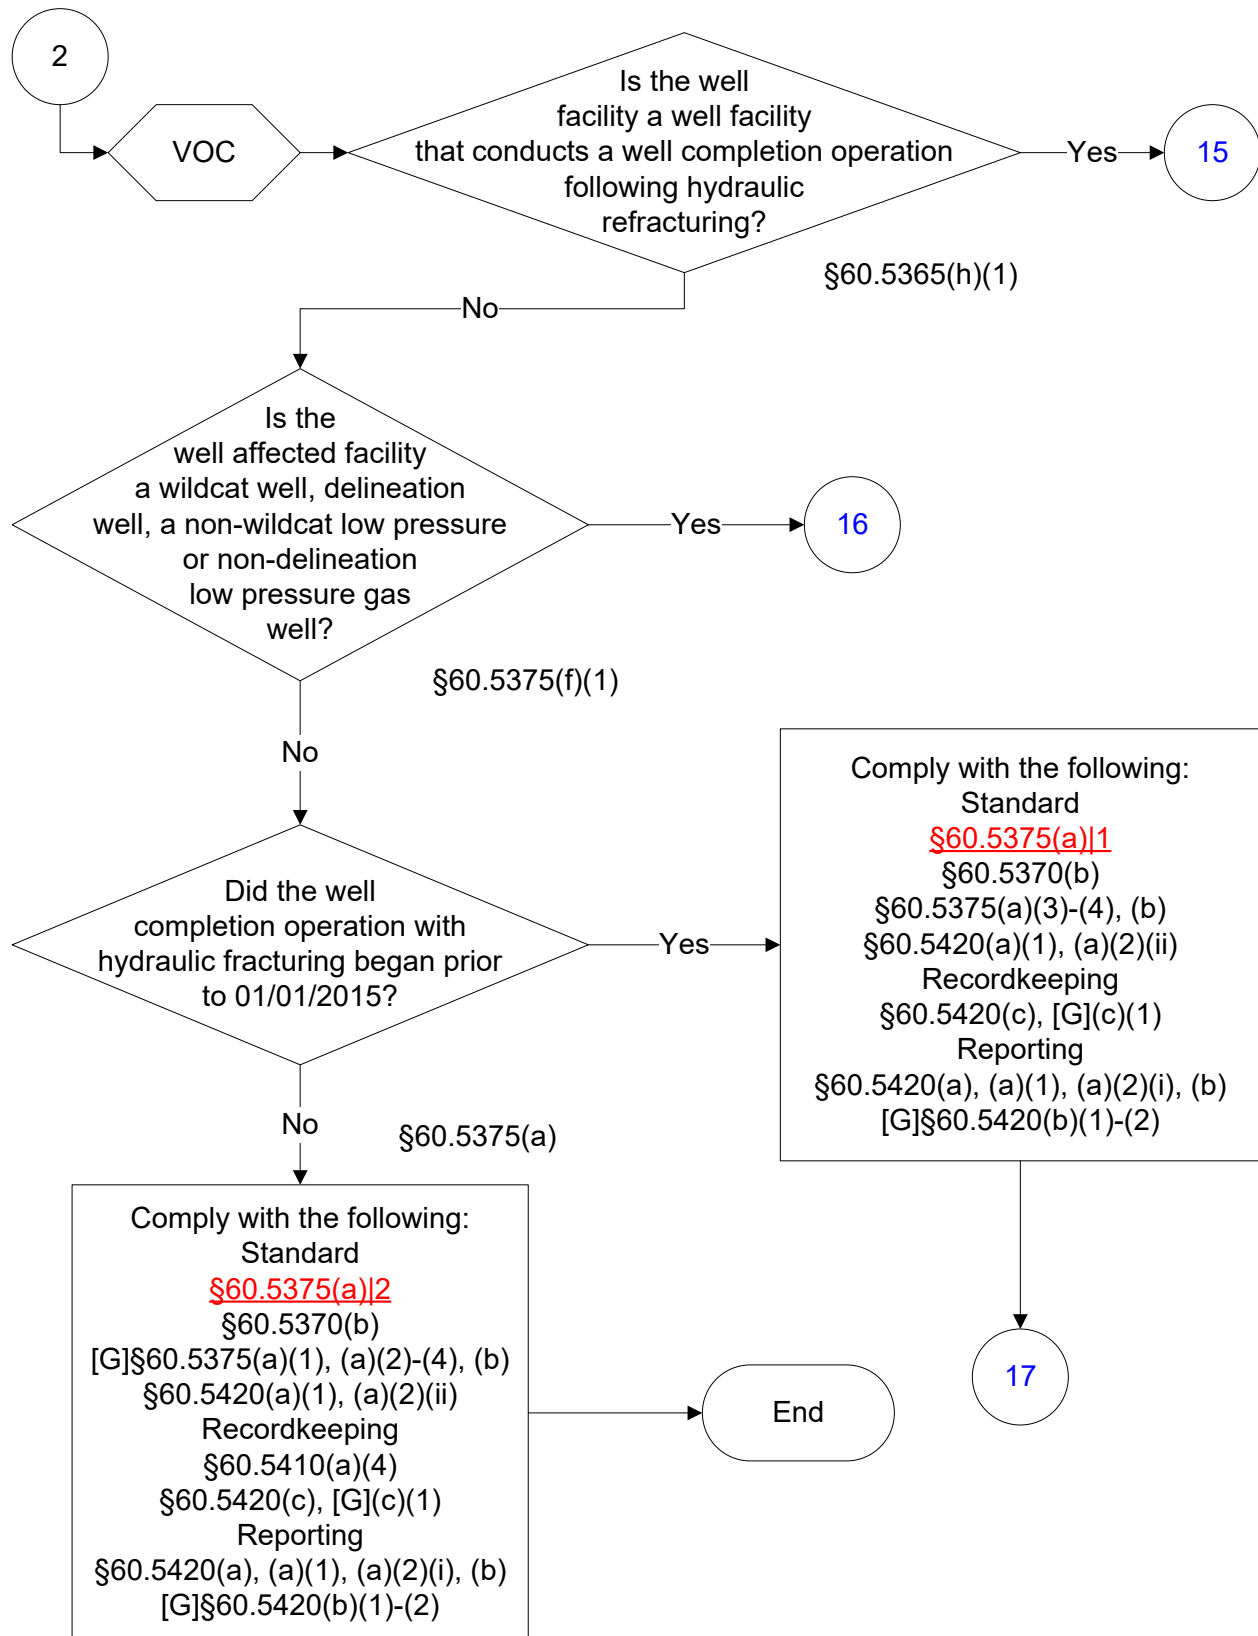 2
VOC
Is the well
facility a well facility
that conducts a well completion operation
following hydraulic
refracturing?
Yes
15
§60.5365(h)(1)
No
Is the
well affected facility
a wildcat well, delineation
well, a non-wildcat low pressure
or non-delineation
low pressure gas
well?
Yes
16
§60.5375(f)(1)
No
Did the well
completion operation with
hydraulic fracturing began prior
to 01/01/2015?
Yes
Comply with the following:
Standard
§60.5375(a)|1
§60.5370(b)
§60.5375(a)(3)-(4), (b)
§60.5420(a)(1), (a)(2)(ii)
Recordkeeping
§60.5420(c), [G](c)(1)
Reporting
§60.5420(a), (a)(1), (a)(2)(i), (b)
[G]§60.5420(b)(1)-(2)
17
No
§60.5375(a)
Comply with the following:
Standard
§60.5375(a)|2
§60.5370(b)
[G]§60.5375(a)(1), (a)(2)-(4), (b)
§60.5420(a)(1), (a)(2)(ii)
Recordkeeping
§60.5410(a)(4)
§60.5420(c), [G](c)(1)
Reporting
§60.5420(a), (a)(1), (a)(2)(i), (b)
[G]§60.5420(b)(1)-(2)
End